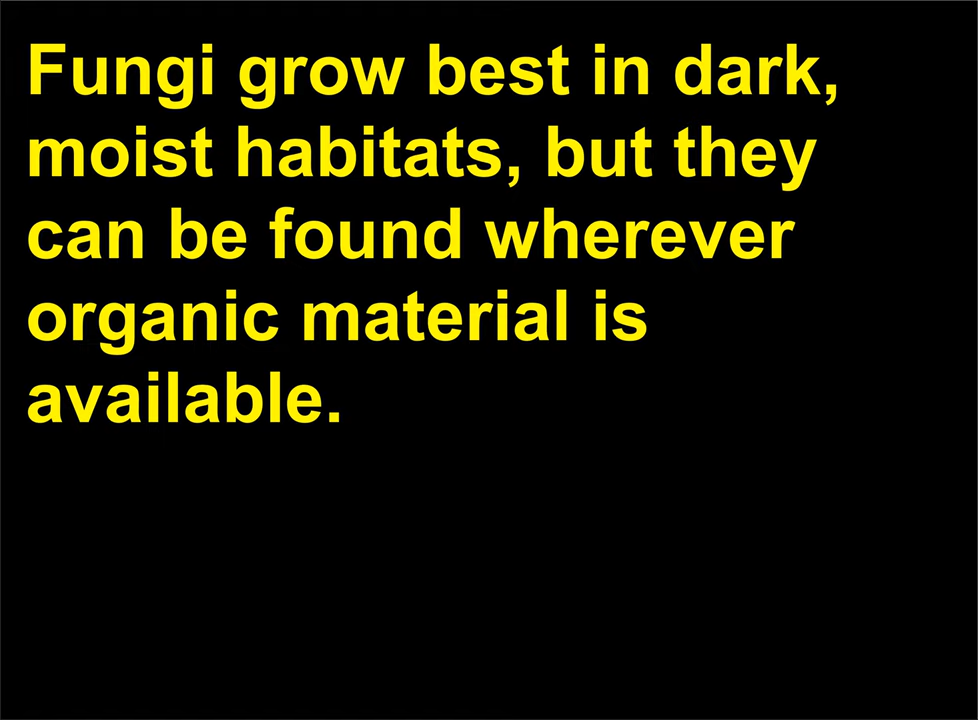 Fungi grow best in dark,
moist habitats, but they
can be found wherever
organic material is
available.